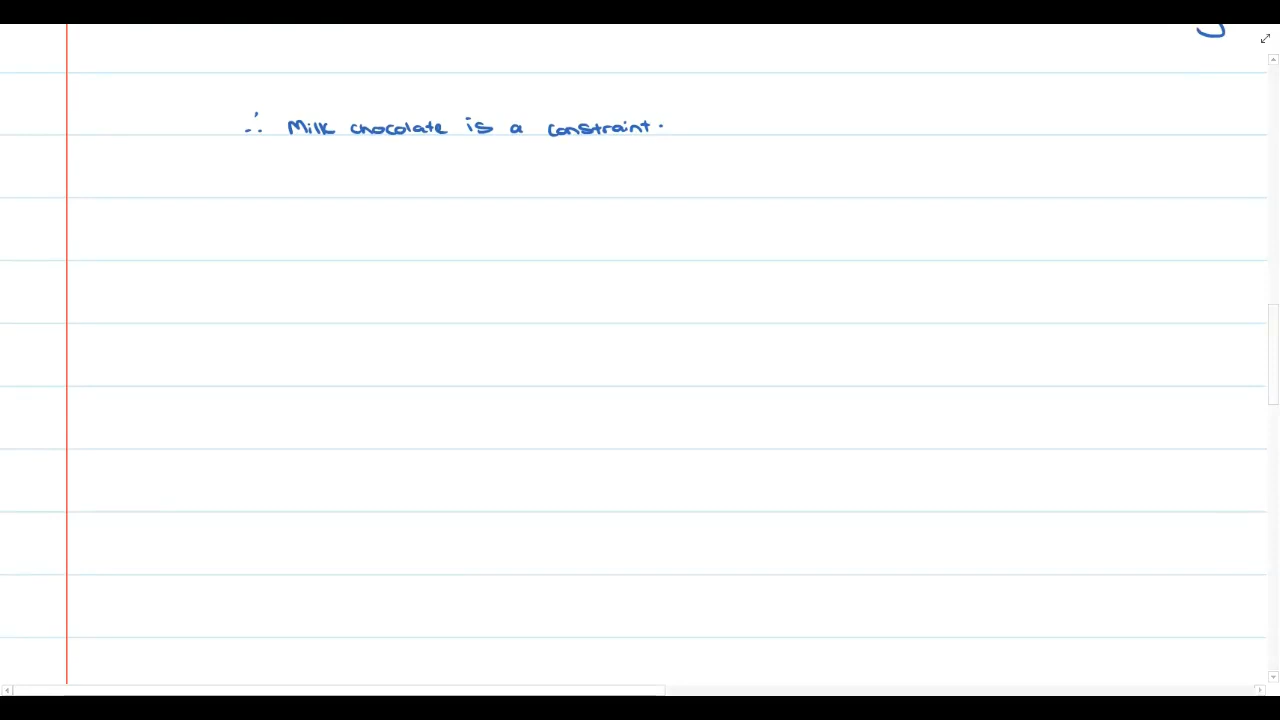 ∴ Milk chocolate is a constraint.